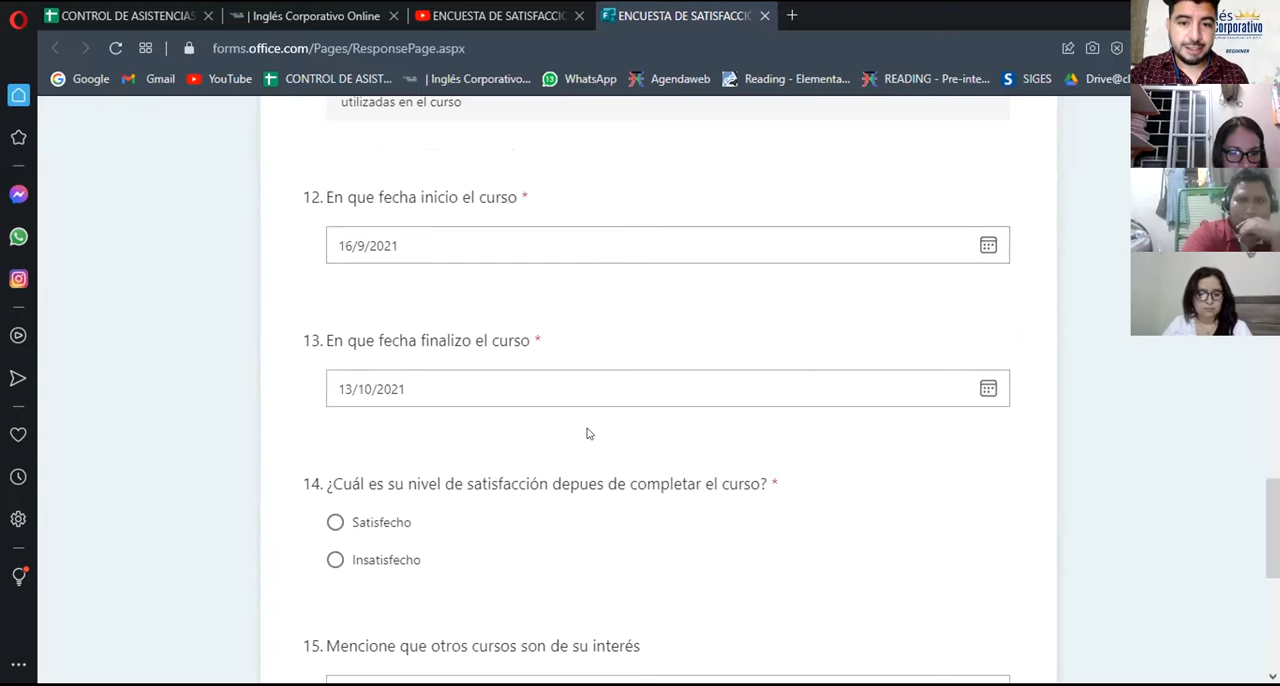 CONTROL DE ASISTENCIAS
| Inglés Corporativo Online
ENCUESTA DE SATISFACCIÓ
ENCUESTA DE SATISFACCIÓ
forms.office.com/Pages/ResponsePage.aspx
Google
Gmail
YouTube
CONTROL DE ASIST...
| Inglés Corporativo...
WhatsApp
Agendaweb
Reading - Elementa...
READING - Pre-inte...
SIGES
utilizadas en el curso
12. En que fecha inicio el curso *
16/9/2021
13. En que fecha finalizo el curso *
13/10/2021
14. ¿Cuál es su nivel de satisfacción depues de completar el curso? *
Satisfecho
Insatisfecho
15. Mencione que otros cursos son de su interés
BEGINNER